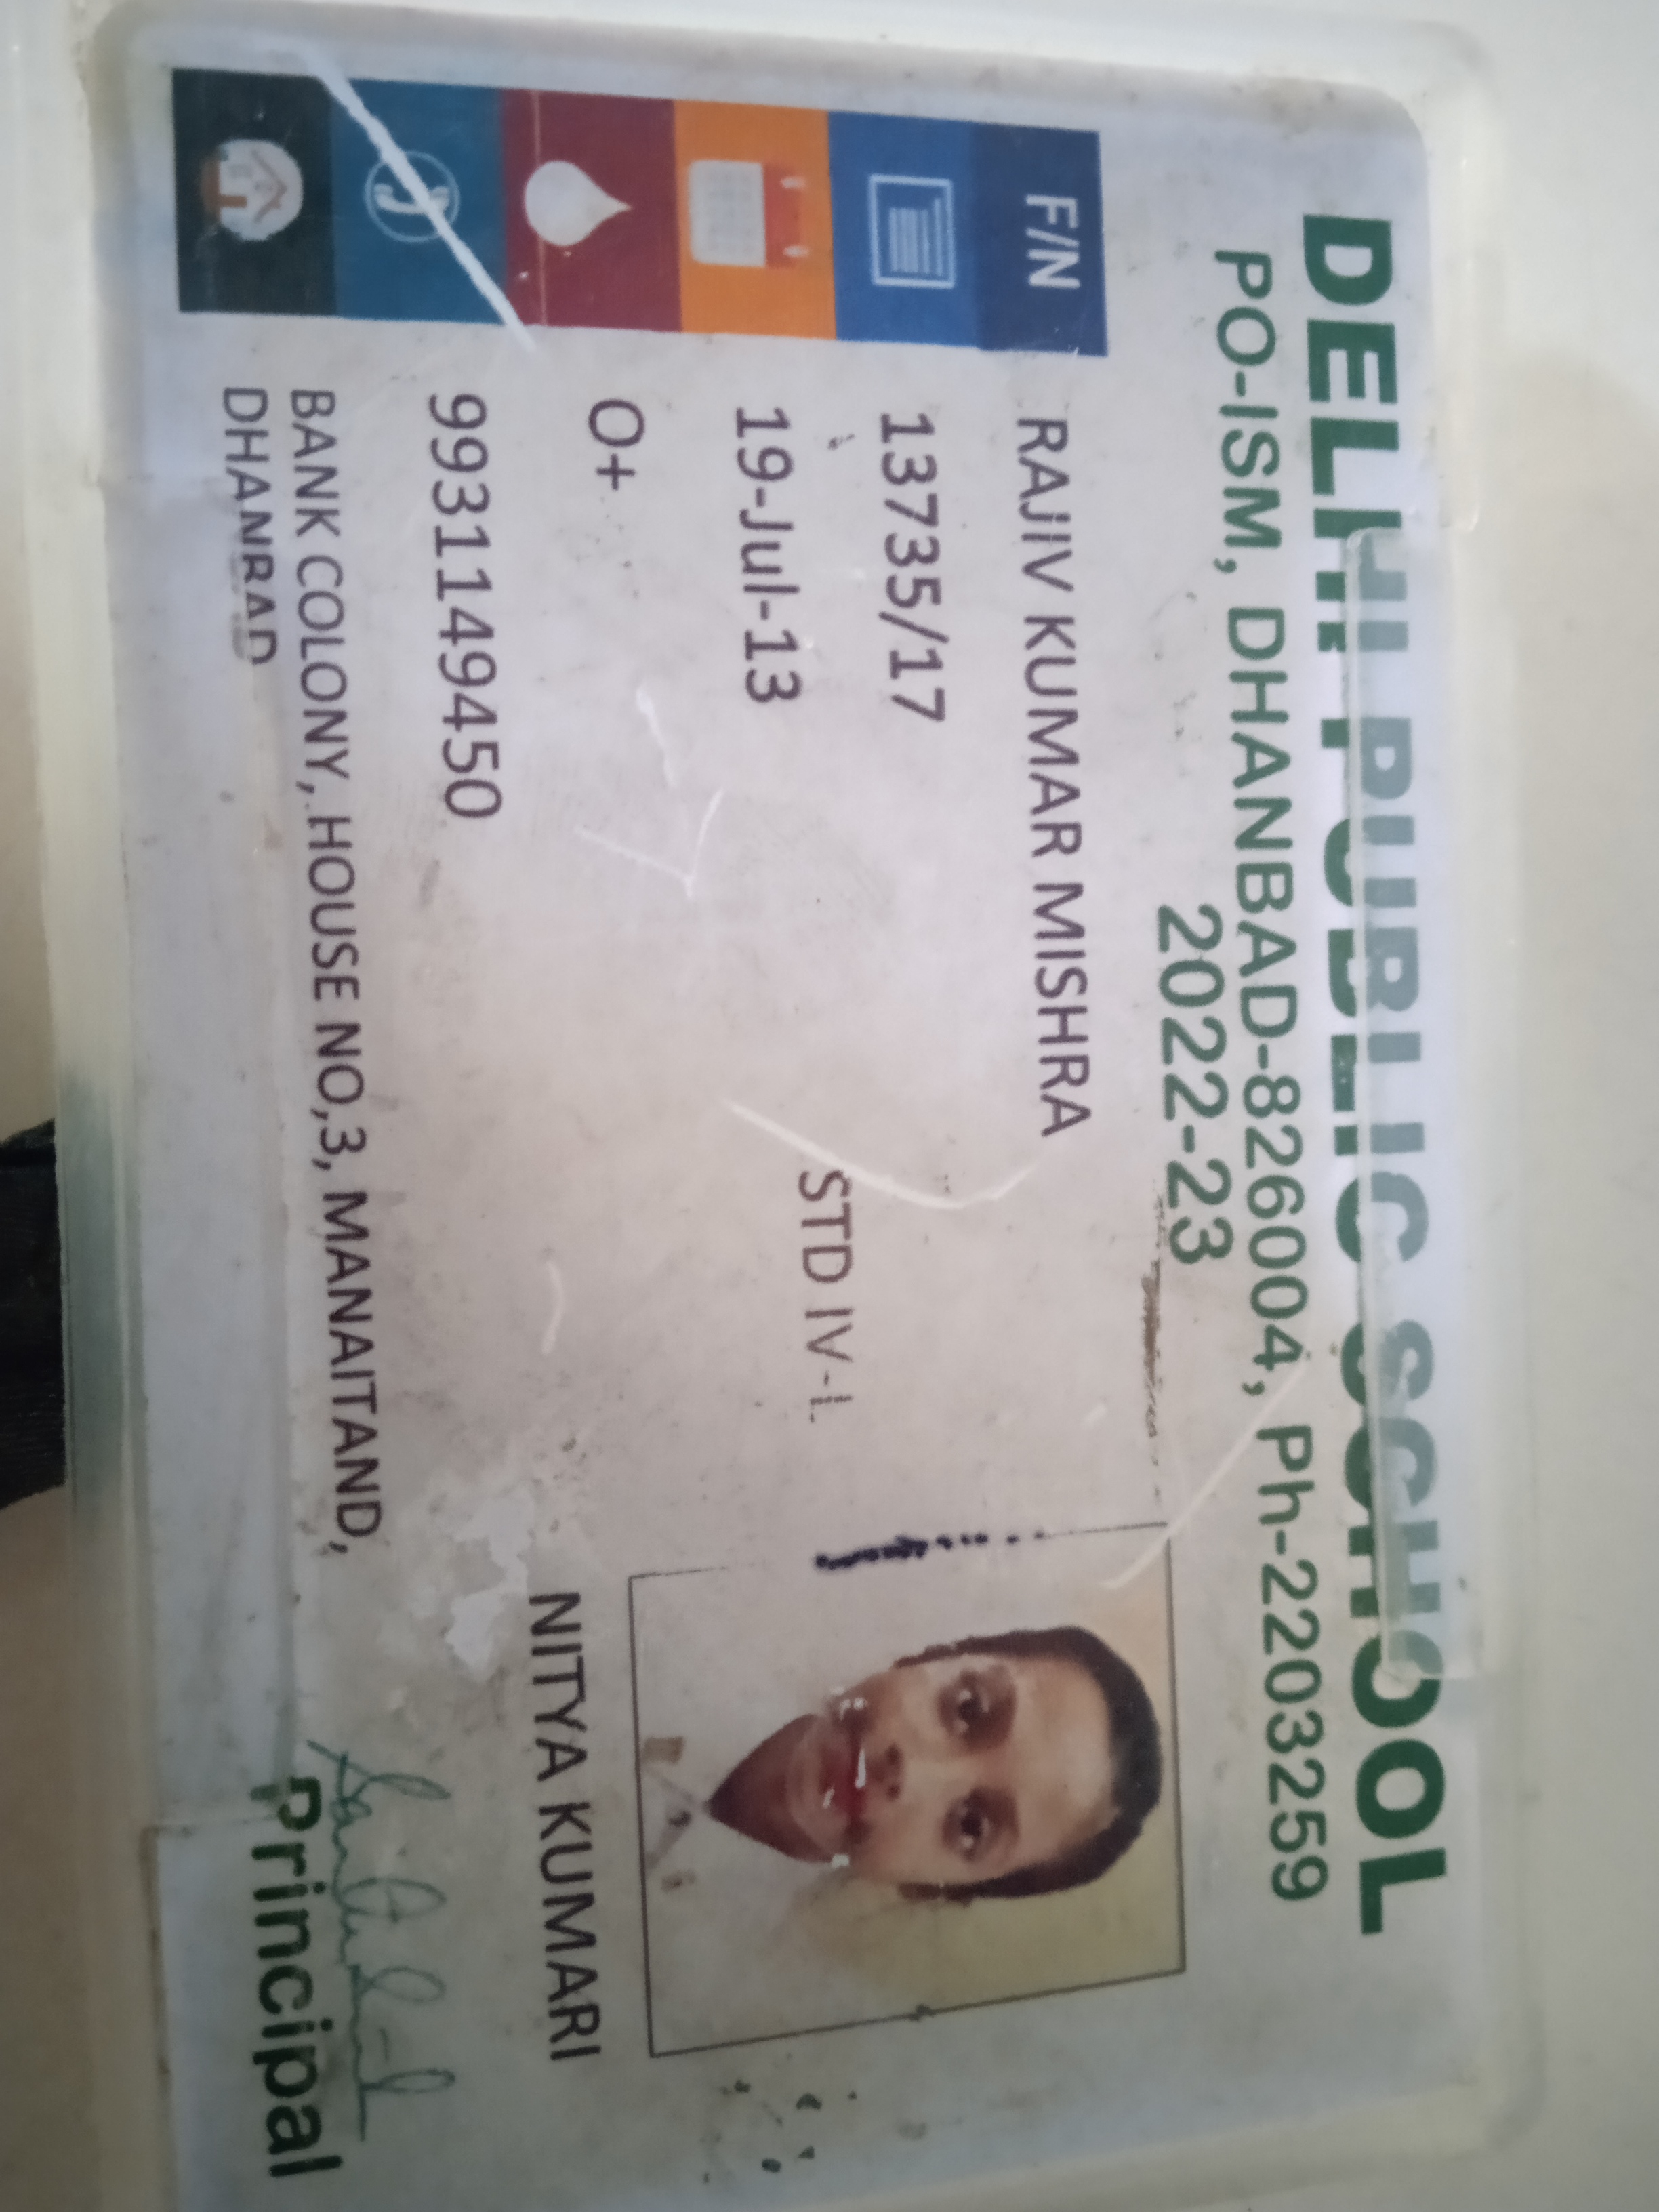 DELHI PUBLIC SCHOOL
PO-ISM, DHANBAD-826004, Ph-2203259
2022-23
F/N RAJIV KUMAR MISHRA
13735/17
STD IV-L
19-Jul-13
O+
NITYA KUMARI
9931149450
BANK COLONY, HOUSE NO,3, MANAITAND,
DHANBAD
Principal